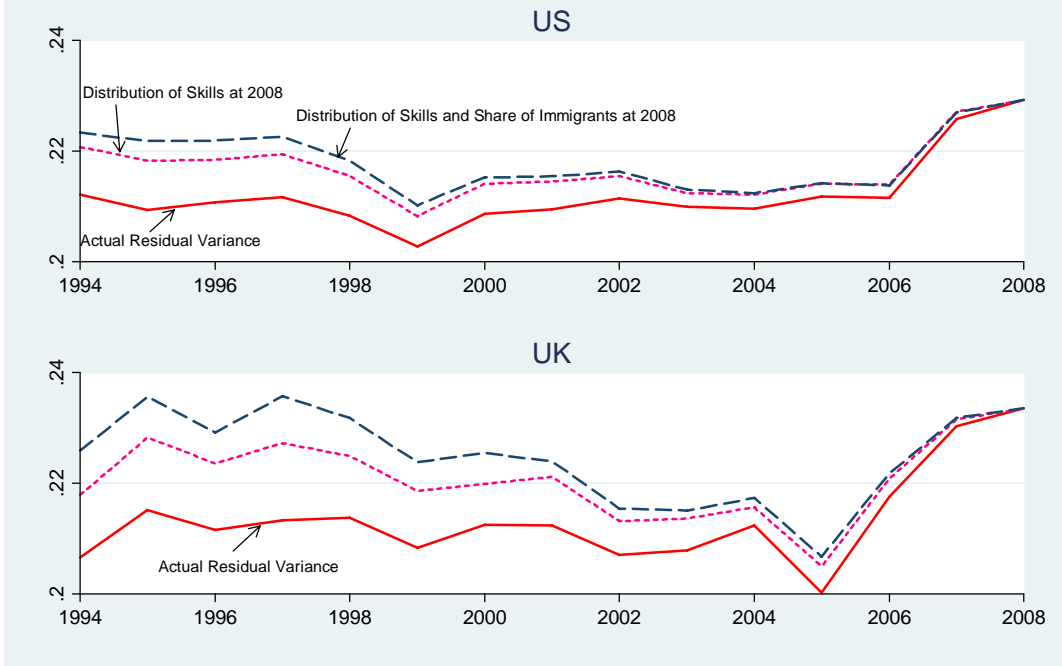 US
.24
.22
.2
Distribution of Skills at 2008
Distribution of Skills and Share of Immigrants at 2008
Actual Residual Variance
1994 1996 1998 2000 2002 2004 2006 2008
UK
.24
.22
.2
Actual Residual Variance
1994 1996 1998 2000 2002 2004 2006 2008